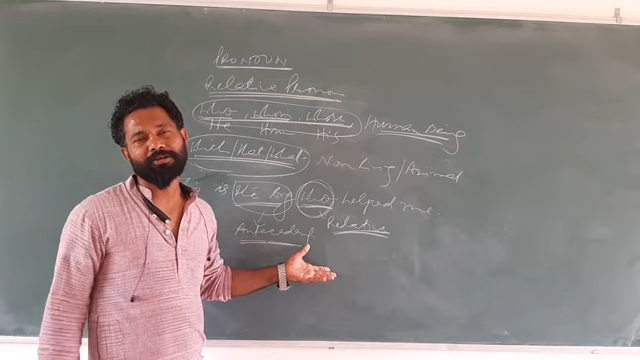 PRONOUN
Relative Pronoun
Who, Whom, Whose Human being
He Him His
Which/That/What- Non living/Animal
is the boy who helped me.
Antecedent Relative